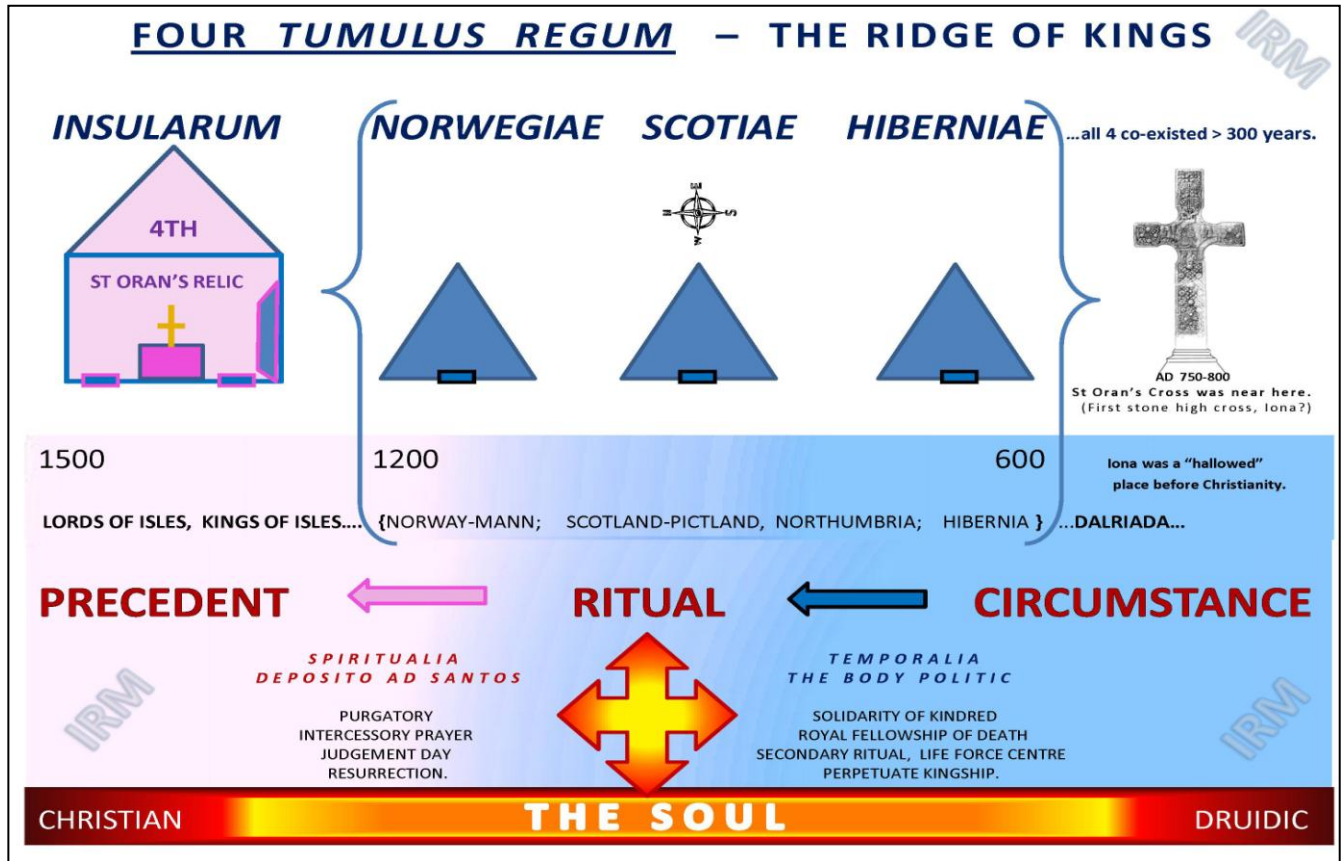 FOUR TUMULUS REGUM – THE RIDGE OF KINGS
IRM
INSULARUM
NORWEGIAE
SCOTIAE
HIBERNIAE
...all 4 co-existed > 300 years.
4TH
ST ORAN'S RELIC
N
E
S
W
AD 750-800
St Oran's Cross was near here.
(First stone high cross, Iona?)
1500
1200
600
Iona was a "hallowed"
place before Christianity.
LORDS OF ISLES, KINGS OF ISLES.... {NORWAY-MANN; SCOTLAND-PICTLAND, NORTHUMBRIA; HIBERNIA } ...DALRIADA...
PRECEDENT
RITUAL
CIRCUMSTANCE
SPIRITUALIA
DEPOSITO AD SANTOS
PURGATORY
INTERCESSORY PRAYER
JUDGEMENT DAY
RESURRECTION.
TEMPORALIA
THE BODY POLITIC
SOLIDARITY OF KINDRED
ROYAL FELLOWSHIP OF DEATH
SECONDARY RITUAL, LIFE FORCE CENTRE
PERPETUATE KINGSHIP.
IRM
IRM
CHRISTIAN
THE SOUL
DRUIDIC